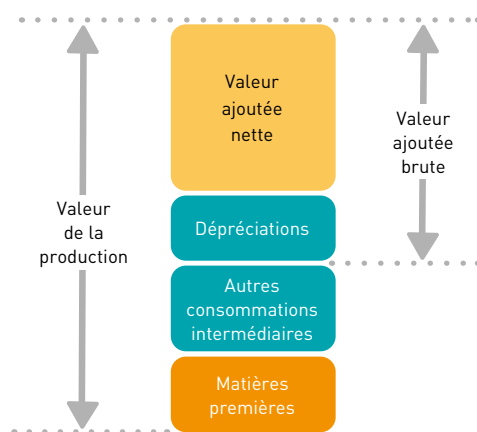 Valeur
ajoutée
nette
Valeur
ajoutée
brute
Valeur
de la
production
Dépréciations
Autres
consommations
intermédiaires
Matières
premières